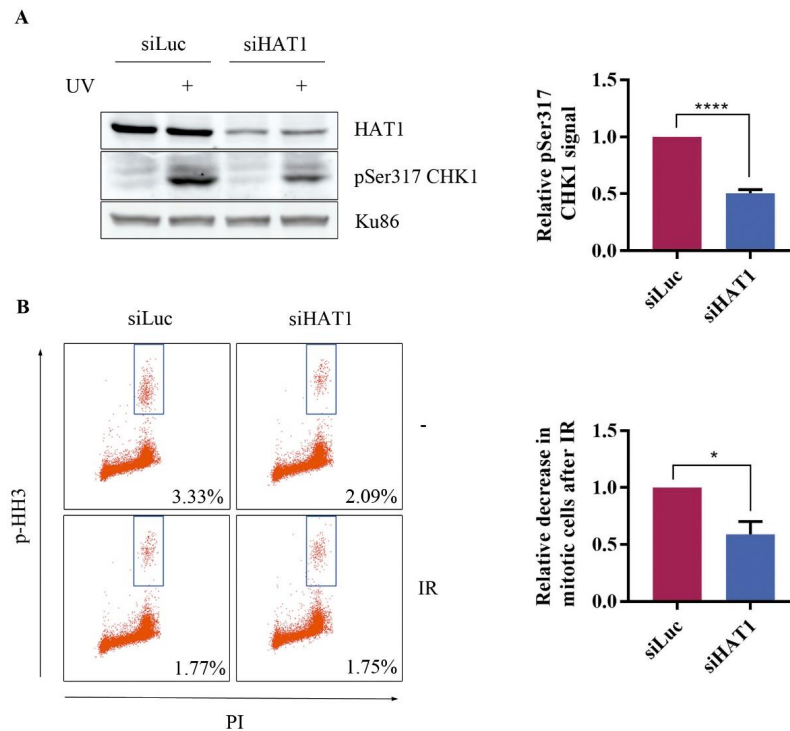 A
siLuc siHAT1
UV + +
HAT1
pSer317 CHK1
Ku86
Relative pSer317
CHK1 signal
1.5
1.0
0.5
0.0
****
siLuc
siHAT1
B
siLuc siHAT1
3.33%
2.09%
-
1.77%
1.75%
IR
p-HH3
PI
Relative decrease in
mitotic cells after IR
1.5
1.0
0.5
0.0
*
siLuc
siHAT1